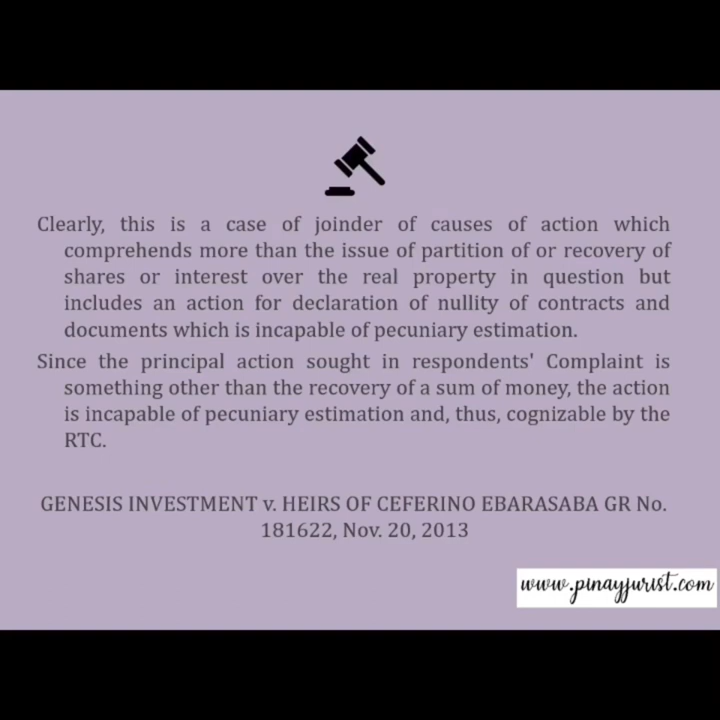 Clearly, this is a case of joinder of causes of action which
comprehends more than the issue of partition of or recovery of
shares or interest over the real property in question but
includes an action for declaration of nullity of contracts and
documents which is incapable of pecuniary estimation.
Since the principal action sought in respondents' Complaint is
something other than the recovery of a sum of money, the action
is incapable of pecuniary estimation and, thus, cognizable by the
RTC.
GENESIS INVESTMENT v. HEIRS OF CEFERINO EBARASABA GR No.
181622, Nov. 20, 2013
www.pinayjurist.com